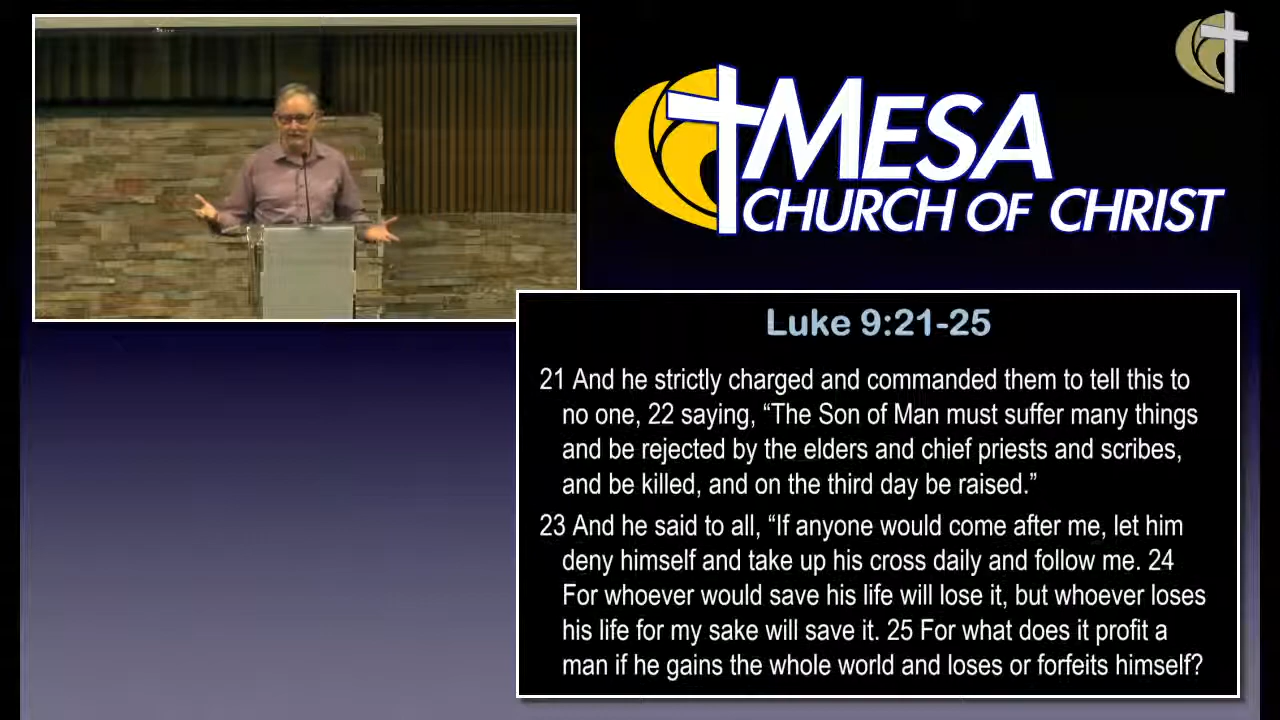 MESA
CHURCH OF CHRIST
Luke 9:21-25
21 And he strictly charged and commanded them to tell this to
no one, 22 saying, “The Son of Man must suffer many things
and be rejected by the elders and chief priests and scribes,
and be killed, and on the third day be raised.”
23 And he said to all, “If anyone would come after me, let him
deny himself and take up his cross daily and follow me. 24
For whoever would save his life will lose it, but whoever loses
his life for my sake will save it. 25 For what does it profit a
man if he gains the whole world and loses or forfeits himself?